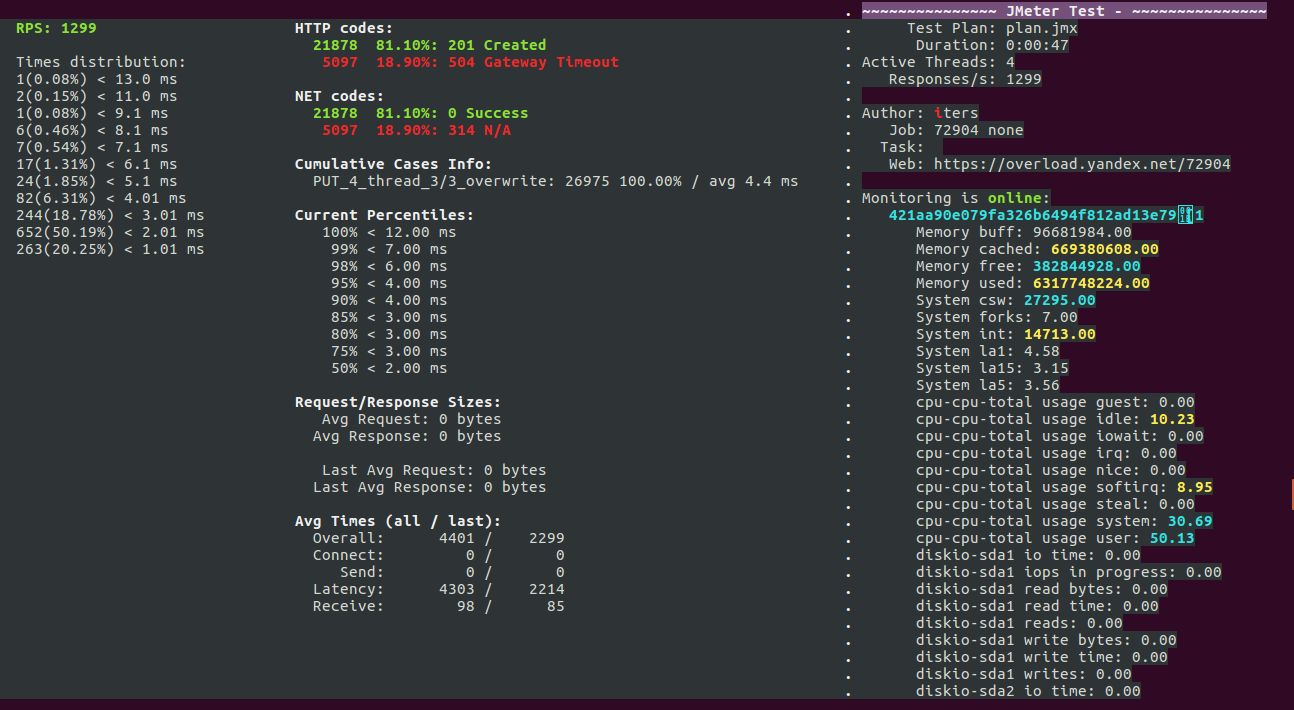 RPS: 1299
Times distribution:
1(0.08%) < 13.0 ms
2(0.15%) < 11.0 ms
1(0.08%) < 9.1 ms
6(0.46%) < 8.1 ms
7(0.54%) < 7.1 ms
17(1.31%) < 6.1 ms
24(1.85%) < 5.1 ms
82(6.31%) < 4.01 ms
244(18.78%) < 3.01 ms
652(50.19%) < 2.01 ms
263(20.25%) < 1.01 ms
HTTP codes:
21878 81.10%: 201 Created
5097 18.90%: 504 Gateway Timeout
NET codes:
21878 81.10%: 0 Success
5097 18.90%: 314 N/A
Cumulative Cases Info:
PUT_4_thread_3/3_overwrite: 26975 100.00% / avg 4.4 ms
Current Percentiles:
100% < 12.00 ms
99% < 7.00 ms
98% < 6.00 ms
95% < 4.00 ms
90% < 4.00 ms
85% < 3.00 ms
80% < 3.00 ms
75% < 3.00 ms
50% < 2.00 ms
Request/Response Sizes:
Avg Request: 0 bytes
Avg Response: 0 bytes
Last Avg Request: 0 bytes
Last Avg Response: 0 bytes
Avg Times (all / last):
Overall: 4401 / 2299
Connect: 0 / 0
Send: 0 / 0
Latency: 4303 / 2214
Receive: 98 / 85
~~~~~~~~~~~~~~~ JMeter Test - ~~~~~~~~~~~~~~~
Test Plan: plan.jmx
Duration: 0:00:47
Active Threads: 4
Responses/s: 1299
Author: iters
Job: 72904 none
Task:
Web: https://overload.yandex.net/72904
Monitoring is online:
421aa90e079fa326b6494f812ad13e79 1
Memory buff: 96681984.00
Memory cached: 669380608.00
Memory free: 382844928.00
Memory used: 6317748224.00
System csw: 27295.00
System forks: 7.00
System int: 14713.00
System la1: 4.58
System la15: 3.15
System la5: 3.56
cpu-cpu-total usage guest: 0.00
cpu-cpu-total usage idle: 10.23
cpu-cpu-total usage iowait: 0.00
cpu-cpu-total usage irq: 0.00
cpu-cpu-total usage nice: 0.00
cpu-cpu-total usage softirq: 8.95
cpu-cpu-total usage steal: 0.00
cpu-cpu-total usage system: 30.69
cpu-cpu-total usage user: 50.13
diskio-sda1 io time: 0.00
diskio-sda1 iops in progress: 0.00
diskio-sda1 read bytes: 0.00
diskio-sda1 read time: 0.00
diskio-sda1 reads: 0.00
diskio-sda1 write bytes: 0.00
diskio-sda1 write time: 0.00
diskio-sda1 writes: 0.00
diskio-sda2 io time: 0.00